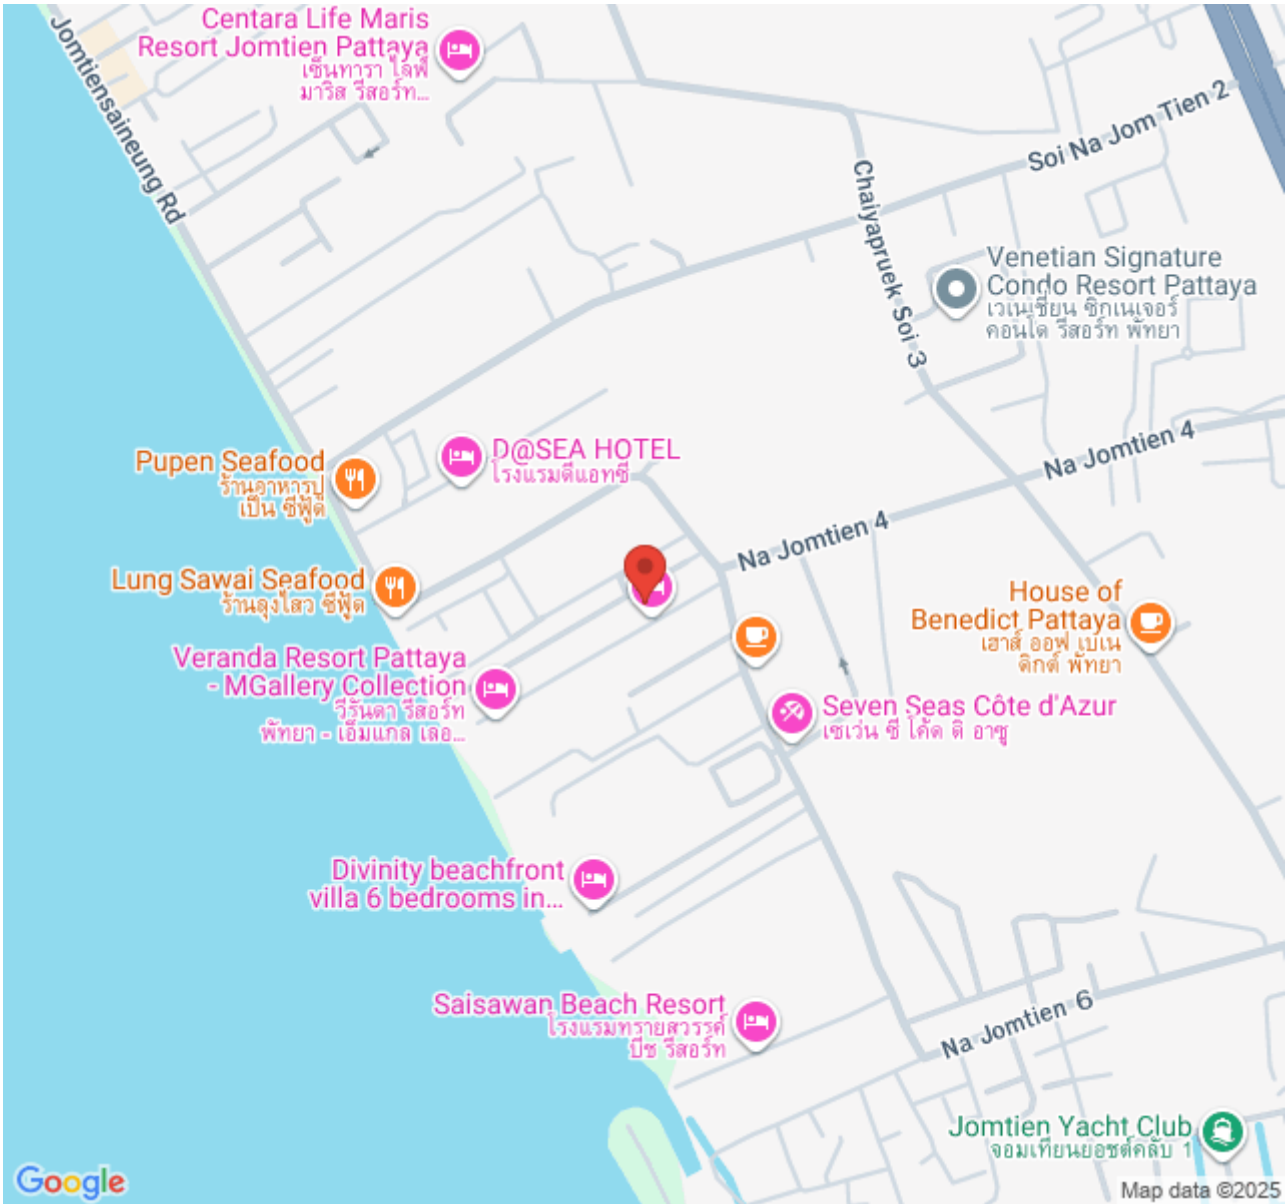 Centara Life Maris
Resort Jomtien Pattaya
เซ็นทารา ไลฟ์
มาริส รีสอร์ท...
Jomtiensaineung Rd
Soi Na Jom Tien 2
Chaiyapruek Soi 3
Venetian Signature
Condo Resort Pattaya
เวเนเชี่ยน ซิกเนเจอร์
คอนโด รีสอร์ท พัทยา
Na Jomtien 4
D@SEA HOTEL
โรงแรมดีแอทซี
Pupen Seafood
ร้านอาหารปู
เป็น ซีฟู้ด
Na Jomtien 4
Lung Sawai Seafood
ร้านลุงไสว ซีฟู้ด
House of
Benedict Pattaya
เฮาส์ ออฟ เบเน
ดิกต์ พัทยา
Veranda Resort Pattaya
- MGallery Collection
วีรันดา รีสอร์ท
พัทยา - เอ็มแกล เลอ...
Seven Seas Côte d'Azur
เซเว่น ซี โค้ด ดิ อาซู
Divinity beachfront
villa 6 bedrooms in...
Saisawan Beach Resort
โรงแรมทรายสวรรค์
บีช รีสอร์ท
Na Jomtien 6
Jomtien Yacht Club
จอมเทียนยอชต์คลับ 1
Google
Map data ©2025